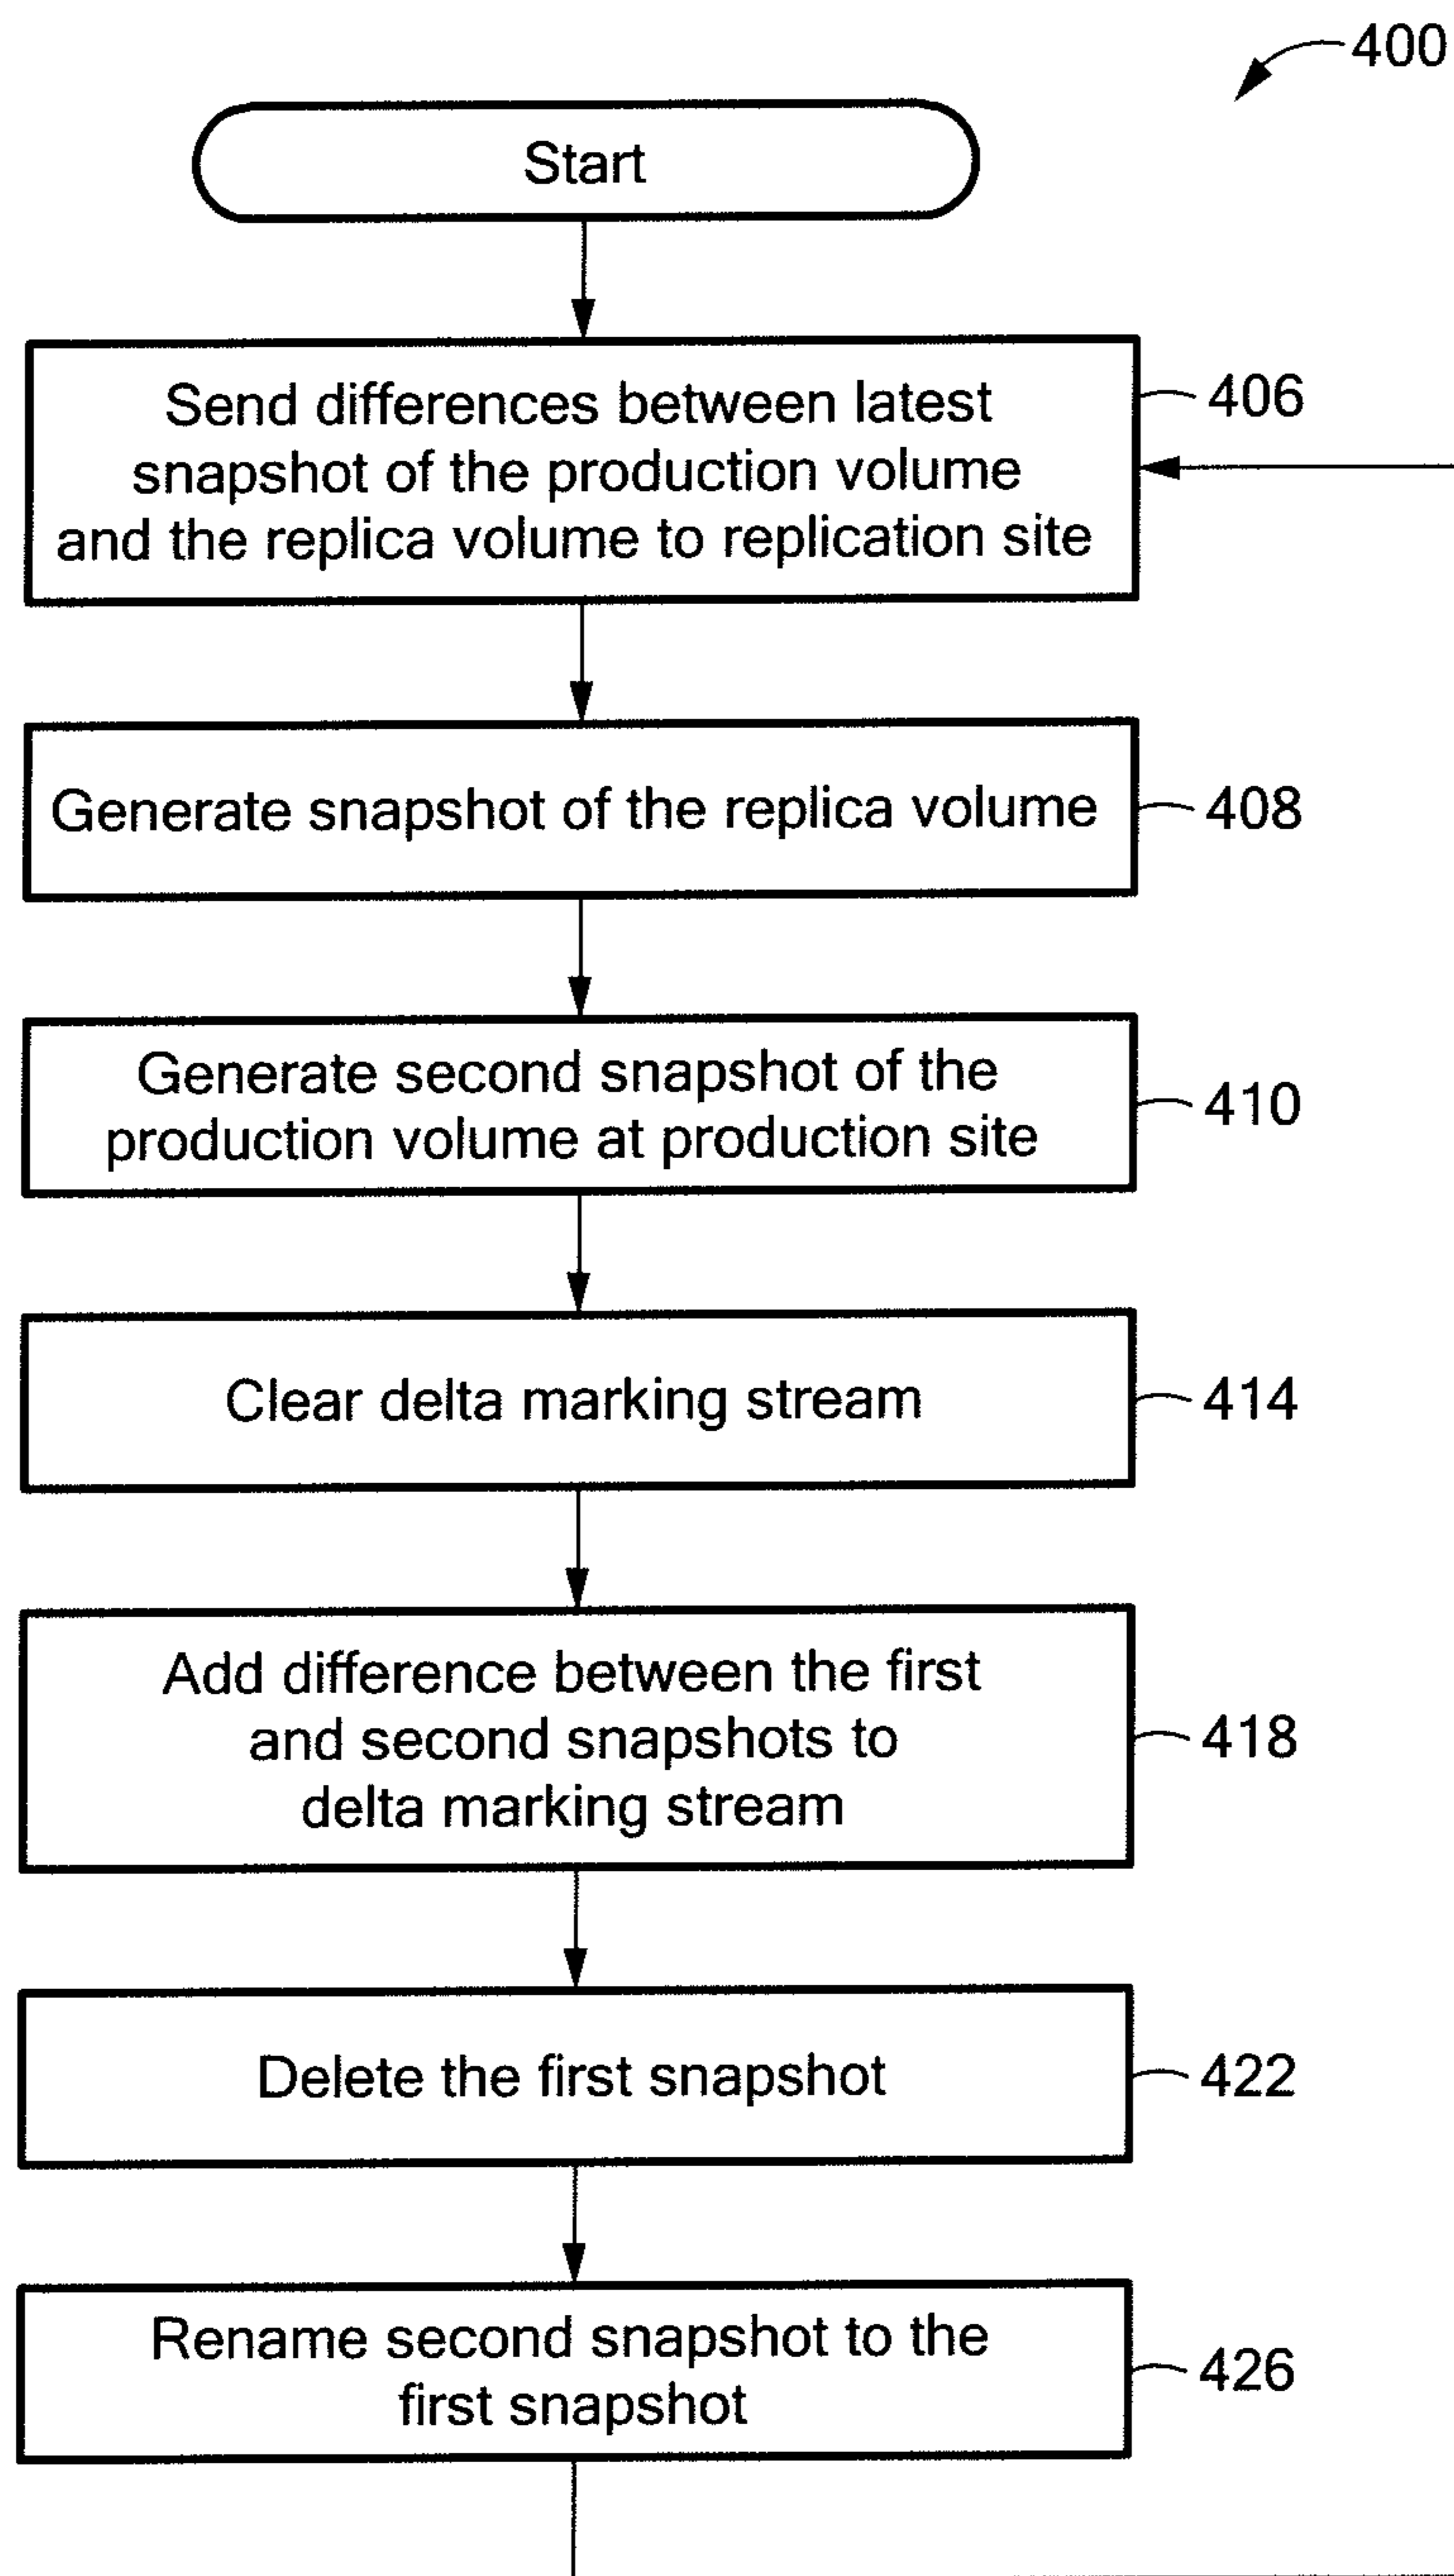 400
Start
Send differences between latest
snapshot of the production volume
and the replica volume to replication site
406
Generate snapshot of the replica volume
408
Generate second snapshot of the
production volume at production site
410
Clear delta marking stream
414
Add difference between the first
and second snapshots to
delta marking stream
418
Delete the first snapshot
422
Rename second snapshot to the
first snapshot
426